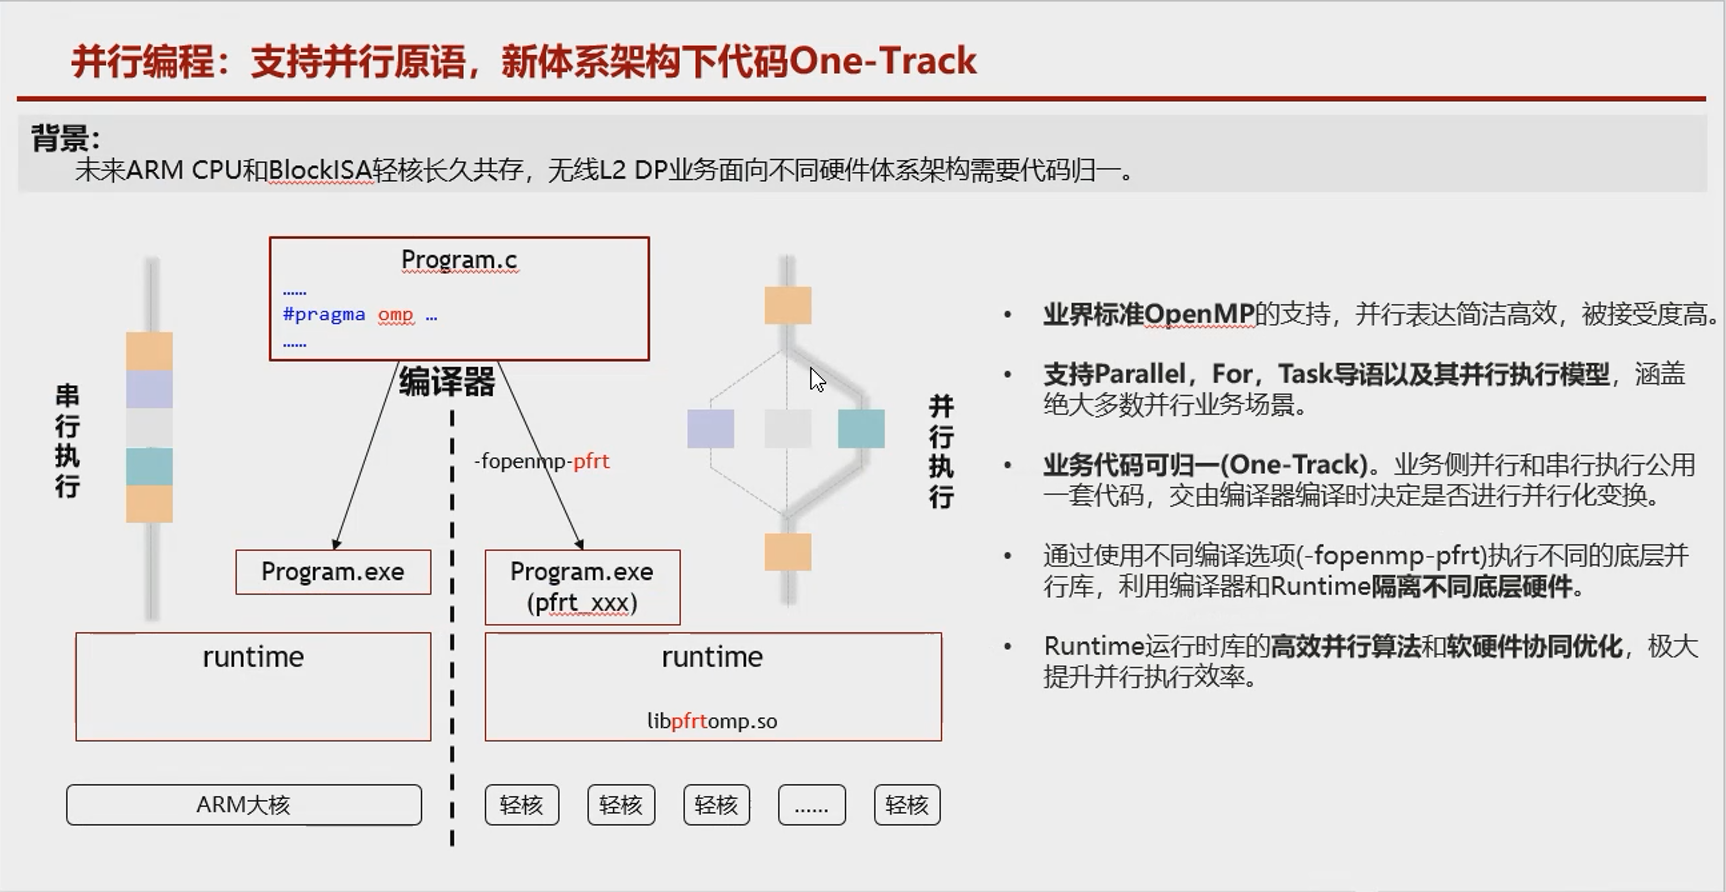 并行编程：支持并行原语，新体系架构下代码One-Track
背景：
未来ARM CPU和BlockISA轻核长久共存，无线L2 DP业务面向不同硬件体系架构需要代码归一。
串行执行
Program.c
……
#pragma omp …
……
编译器
-fopenmp-pfrt
Program.exe
Program.exe
(pfrt_xxx)
runtime
runtime
libpfrtomp.so
ARM大核
轻核
轻核
轻核
……
轻核
并行执行
• 业界标准OpenMP的支持，并行表达简洁高效，被接受度高。
• 支持Parallel，For，Task导语以及其并行执行模型，涵盖
绝大多数并行业务场景。
• 业务代码可归一(One-Track)。业务侧并行和串行执行公用
一套代码，交由编译器编译时决定是否进行并行化变换。
• 通过使用不同编译选项(-fopenmp-pfrt)执行不同的底层并
行库，利用编译器和Runtime隔离不同底层硬件。
• Runtime运行时库的高效并行算法和软硬件协同优化，极大
提升并行执行效率。